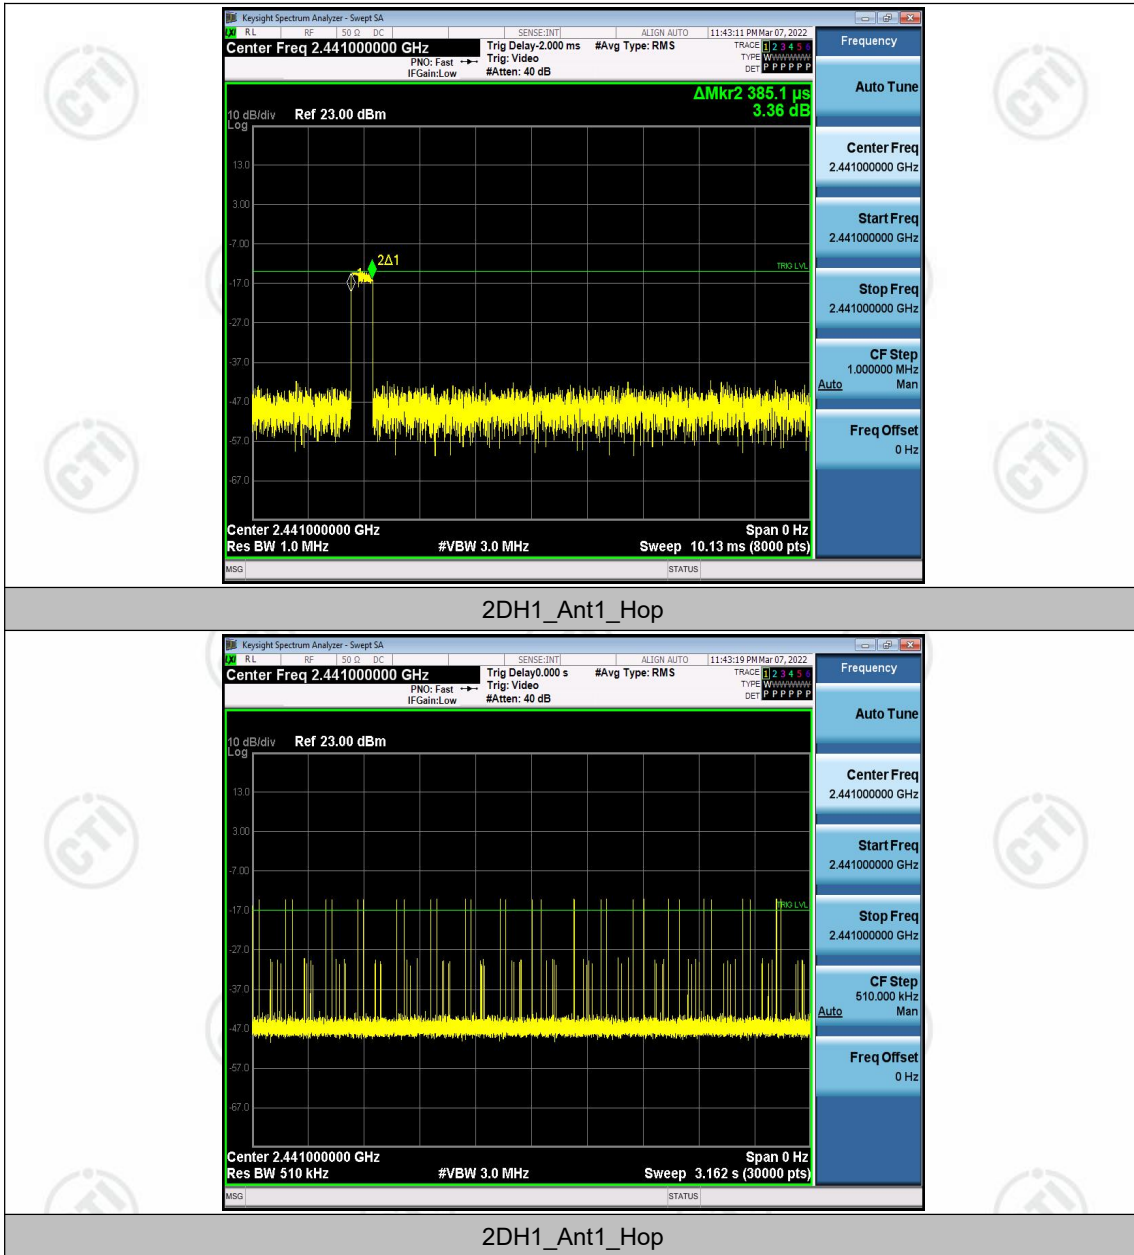 Keysight Spectrum Analyzer - Swept SA
LXI RL RF 50 Ω DC SENSE:INT ALIGN AUTO 11:43:11 PM Mar 07, 2022
Center Freq 2.441000000 GHz Trig Delay-2.000 ms #Avg Type: RMS TRACE 1 2 3 4 5 6
PNO: Fast Trig: Video TYPE WWWWWW
IFGain:Low #Atten: 40 dB DET P P P P P P
ΔMkr2 385.1 µs
3.36 dB
10 dB/div Ref 23.00 dBm
Log
13.0
3.00
-7.00
2Δ1
TRIG LVL
-17.0
-27.0
-37.0
-47.0
-57.0
-67.0
Center 2.441000000 GHz Span 0 Hz
Res BW 1.0 MHz #VBW 3.0 MHz Sweep 10.13 ms (8000 pts)
MSG STATUS
Frequency
Auto Tune
Center Freq
2.441000000 GHz
Start Freq
2.441000000 GHz
Stop Freq
2.441000000 GHz
CF Step
1.000000 MHz
Auto Man
Freq Offset
0 Hz
2DH1_Ant1_Hop
Keysight Spectrum Analyzer - Swept SA
LXI RL RF 50 Ω DC SENSE:INT ALIGN AUTO 11:43:19 PM Mar 07, 2022
Center Freq 2.441000000 GHz Trig Delay0.000 s #Avg Type: RMS TRACE 1 2 3 4 5 6
PNO: Fast Trig: Video TYPE WWWWWW
IFGain:Low #Atten: 40 dB DET P P P P P P
10 dB/div Ref 23.00 dBm
Log
13.0
3.00
-7.00
TRIG LVL
-17.0
-27.0
-37.0
-47.0
-57.0
-67.0
Center 2.441000000 GHz Span 0 Hz
Res BW 510 kHz #VBW 3.0 MHz Sweep 3.162 s (30000 pts)
MSG STATUS
Frequency
Auto Tune
Center Freq
2.441000000 GHz
Start Freq
2.441000000 GHz
Stop Freq
2.441000000 GHz
CF Step
510.000 kHz
Auto Man
Freq Offset
0 Hz
2DH1_Ant1_Hop
CTI
CTI
CTI
CTI
CTI
CTI